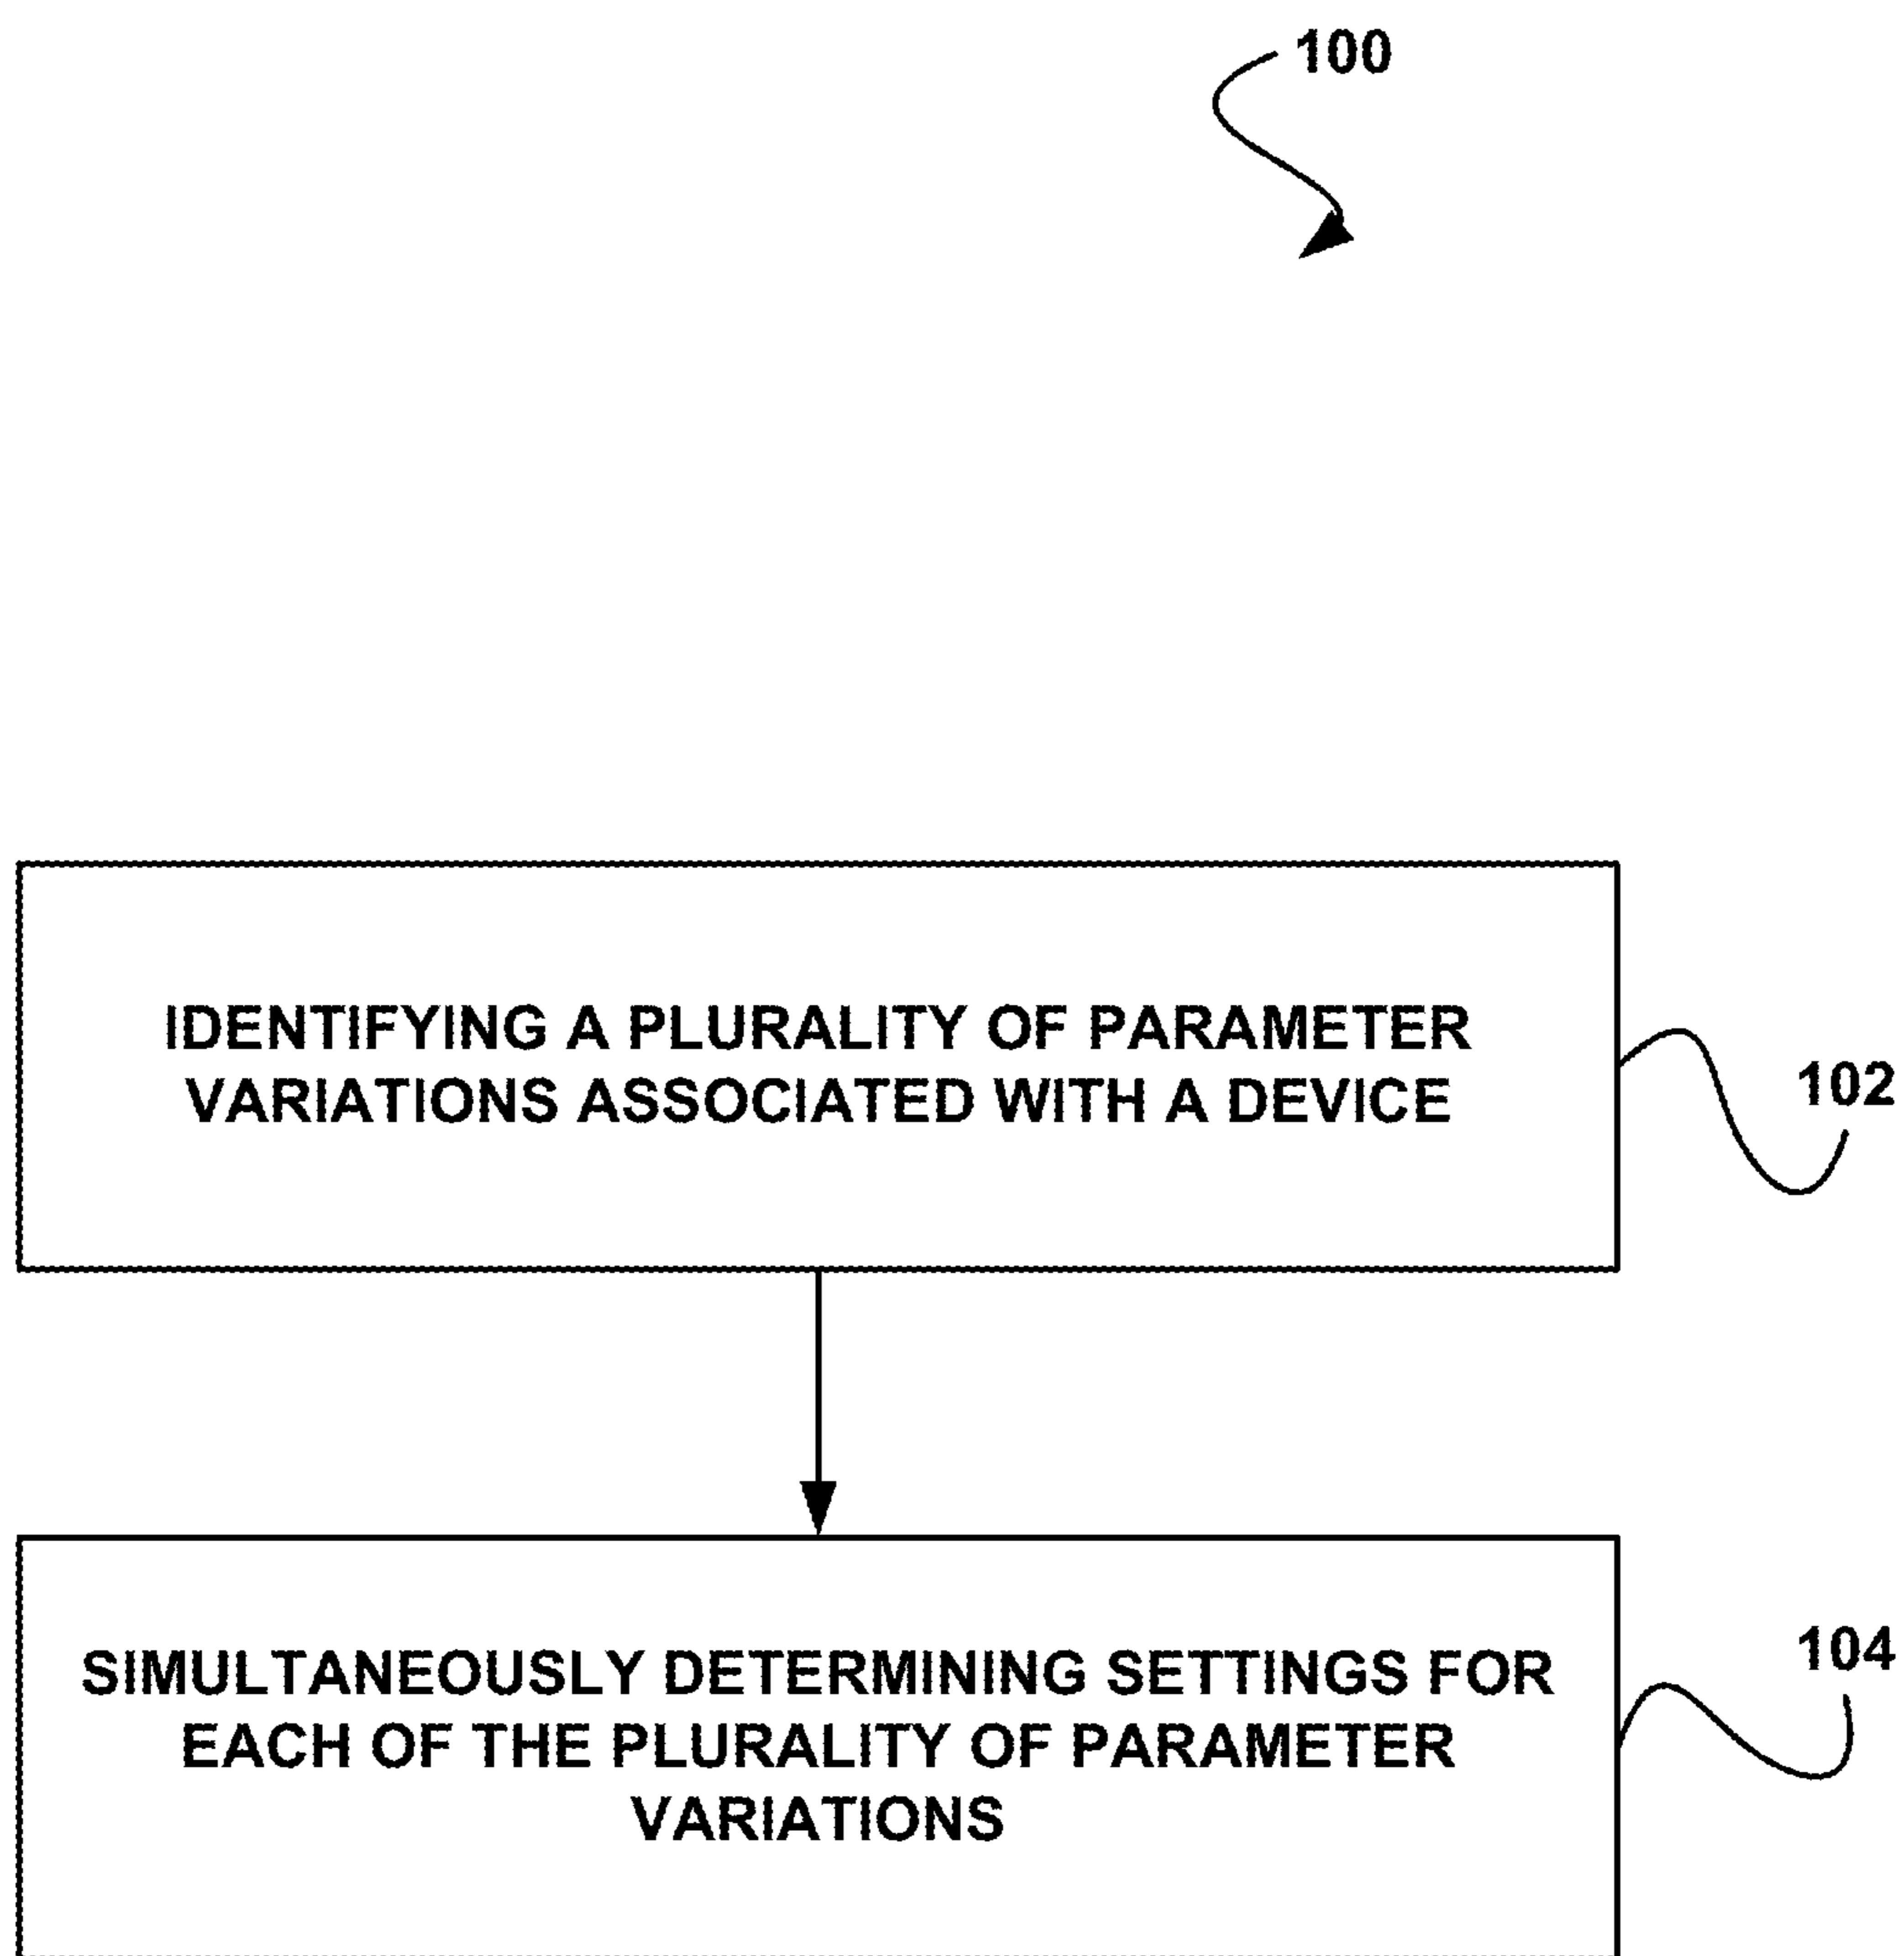 100
IDENTIFYING A PLURALITY OF PARAMETER
VARIATIONS ASSOCIATED WITH A DEVICE
102
SIMULTANEOUSLY DETERMINING SETTINGS FOR
EACH OF THE PLURALITY OF PARAMETER
VARIATIONS
104